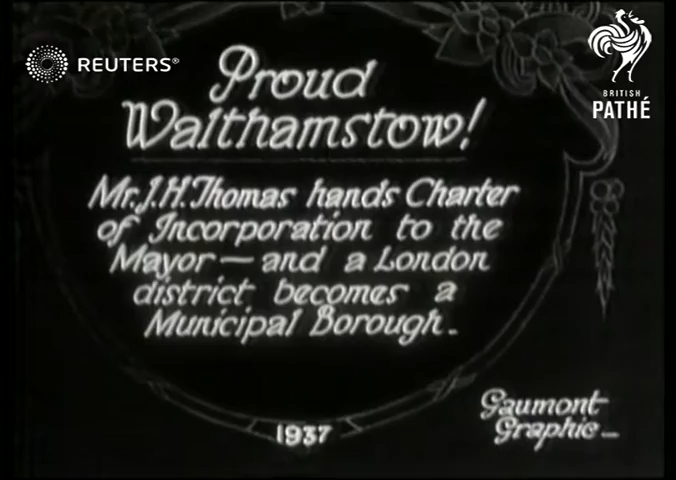 REUTERS®
BRITISH
PATHÉ
Proud
Walthamstow!
Mr. J.H. Thomas hands Charter
of Incorporation to the
Mayor — and a London
district becomes a
Municipal Borough_
1937
Gaumont
Graphic _